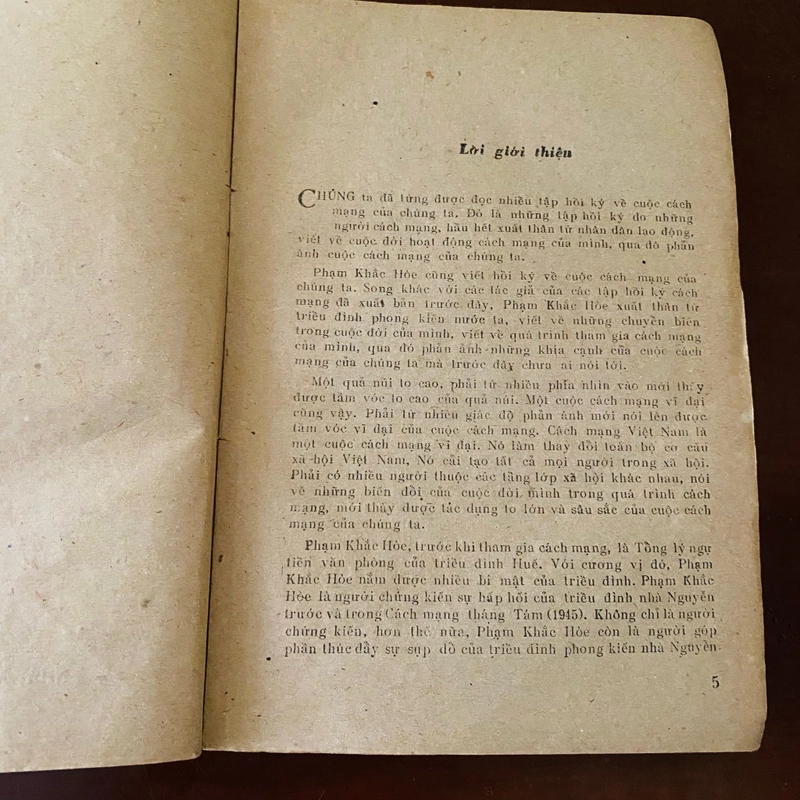 Lời giới thiệu
CHÚNG ta đã từng được đọc nhiều tập hồi ký về cuộc cách
mạng của chúng ta. Đó là những tập hồi ký do những
người cách mạng, hầu hết xuất thân từ nhân dân lao động,
viết về cuộc đời hoạt động cách mạng của mình, qua đó phản
ánh cuộc cách mạng của chúng ta.
Phạm Khắc Hòe cũng viết hồi ký về cuộc cách mạng của
chúng ta. Song khác với các tác giả của các tập hồi ký cách
mạng đã xuất bản trước đây, Phạm Khắc Hòe xuất thân từ
triều đình phong kiến nước ta, viết về những chuyển biến
trong cuộc đời của mình, viết về quá trình tham gia cách mạng
của mình, qua đó phản ánh những khía cạnh của cuộc cách
mạng của chúng ta mà trước đây chưa ai nói tới.
Một quả núi to cao, phải từ nhiều phía nhìn vào mới thấy
được tầm vóc to cao của quả núi. Một cuộc cách mạng vĩ đại
cũng vậy. Phải từ nhiều giác độ phản ánh mới nói lên được
tầm vóc vĩ đại của cuộc cách mạng. Cách mạng Việt Nam là
một cuộc cách mạng vĩ đại. Nó làm thay đổi toàn bộ cơ cấu
xã hội Việt Nam, Nó cải tạo tất cả mọi người trong xã hội.
Phải có nhiều người thuộc các tầng lớp xã hội khác nhau, nói
về những biến đổi của cuộc đời mình trong quá trình cách
mạng, mới thấy được tác dụng to lớn và sâu sắc của cuộc cách
mạng của chúng ta.
Phạm Khắc Hòe, trước khi tham gia cách mạng, là Tổng lý ngự
tiền văn phòng của triều đình Huế. Với cương vị đó, Phạm
Khắc Hòe nắm được nhiều bí mật của triều đình. Phạm Khắc
Hòe là người chứng kiến sự hấp hối của triều đình nhà Nguyễn
trước và trong Cách mạng tháng Tám (1945). Không chỉ là người
chứng kiến, hơn thế nữa, Phạm Khắc Hòe còn là người góp
phần thúc đẩy sự sụp đổ của triều đình phong kiến nhà Nguyễn
5